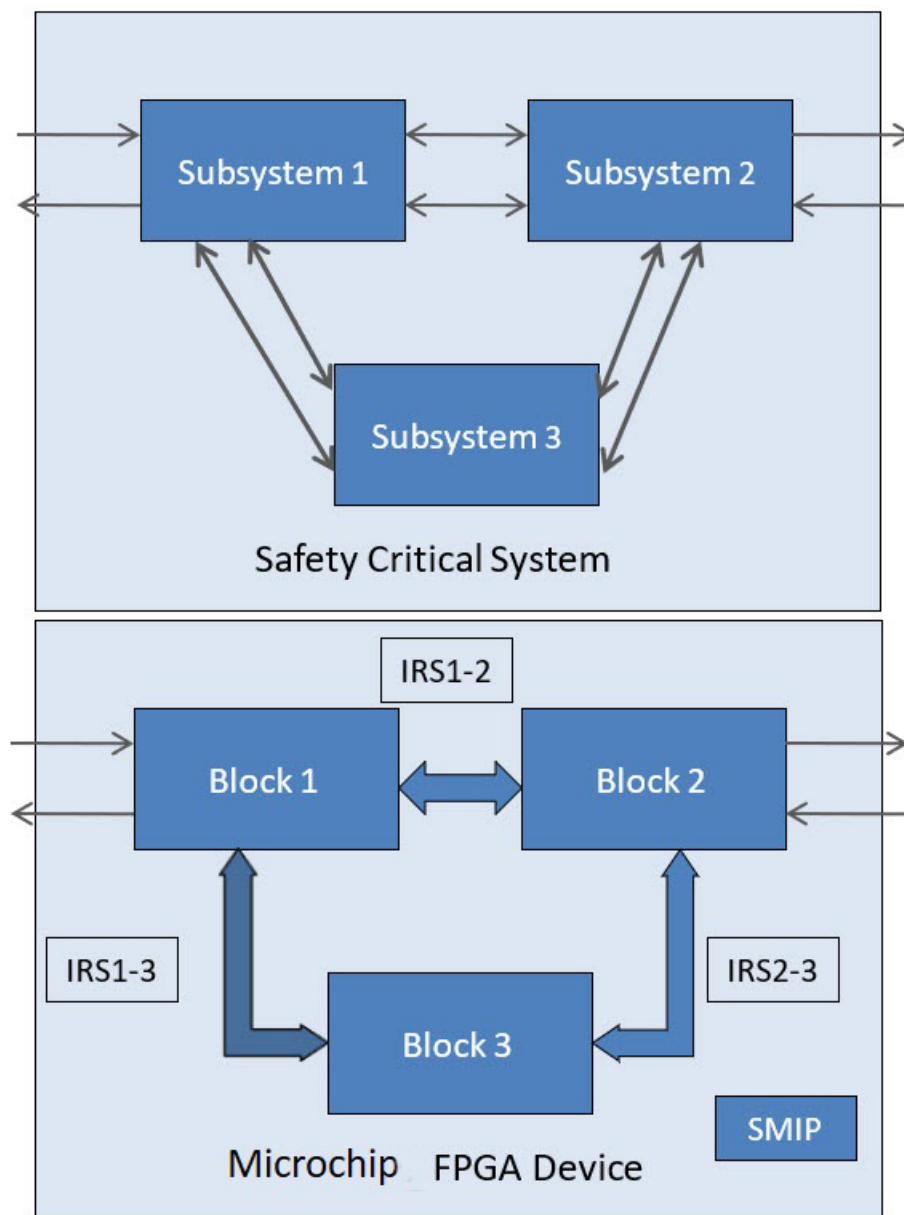 Subsystem 1
Subsystem 2
Subsystem 3
Safety Critical System
IRS1-2
Block 1
Block 2
IRS1-3
IRS2-3
Block 3
SMIP
Microchip FPGA Device